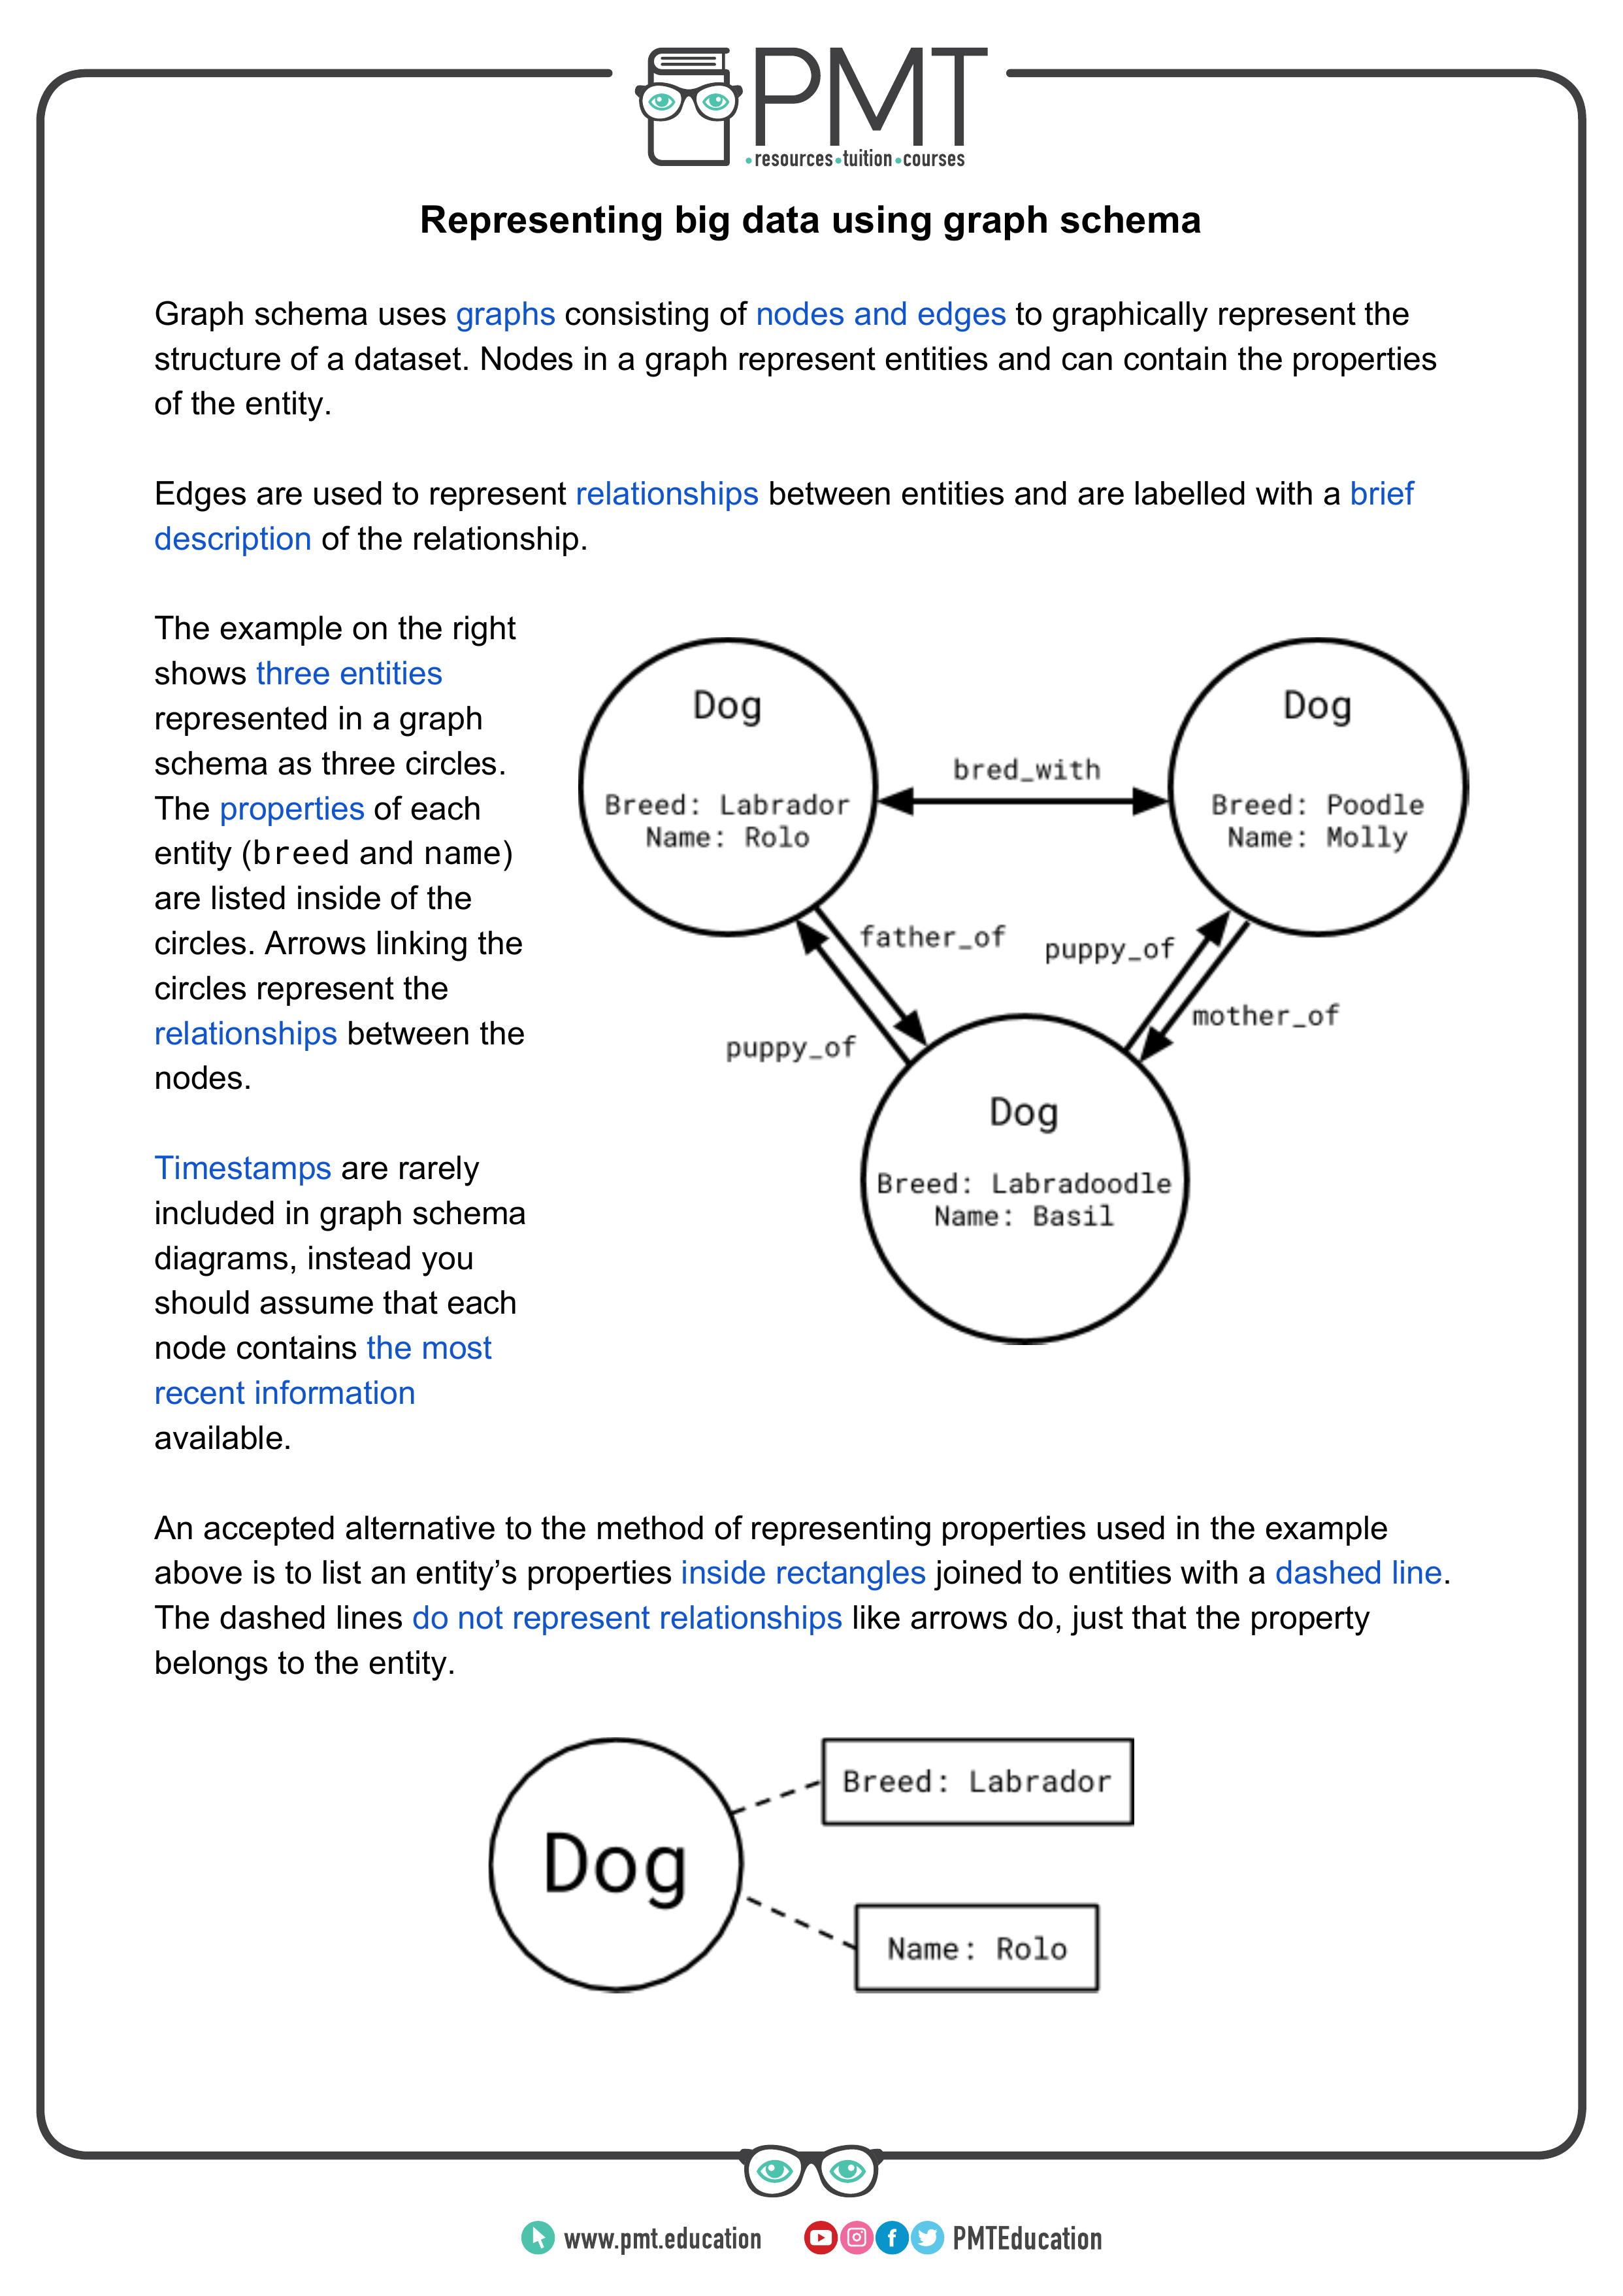 PMT
resources tuition courses
Representing big data using graph schema
Graph schema uses graphs consisting of nodes and edges to graphically represent the
structure of a dataset. Nodes in a graph represent entities and can contain the properties
of the entity.
Edges are used to represent relationships between entities and are labelled with a brief
description of the relationship.
The example on the right
shows three entities
represented in a graph
schema as three circles.
The properties of each
entity (breed and name)
are listed inside of the
circles. Arrows linking the
circles represent the
relationships between the
nodes.
Timestamps are rarely
included in graph schema
diagrams, instead you
should assume that each
node contains the most
recent information
available.
Dog
Breed: Labrador
Name: Rolo
bred_with
Dog
Breed: Poodle
Name: Molly
father_of
puppy_of
puppy_of
mother_of
Dog
Breed: Labradoodle
Name: Basil
An accepted alternative to the method of representing properties used in the example
above is to list an entity’s properties inside rectangles joined to entities with a dashed line.
The dashed lines do not represent relationships like arrows do, just that the property
belongs to the entity.
Dog
Breed: Labrador
Name: Rolo
www.pmt.education
PMTEducation